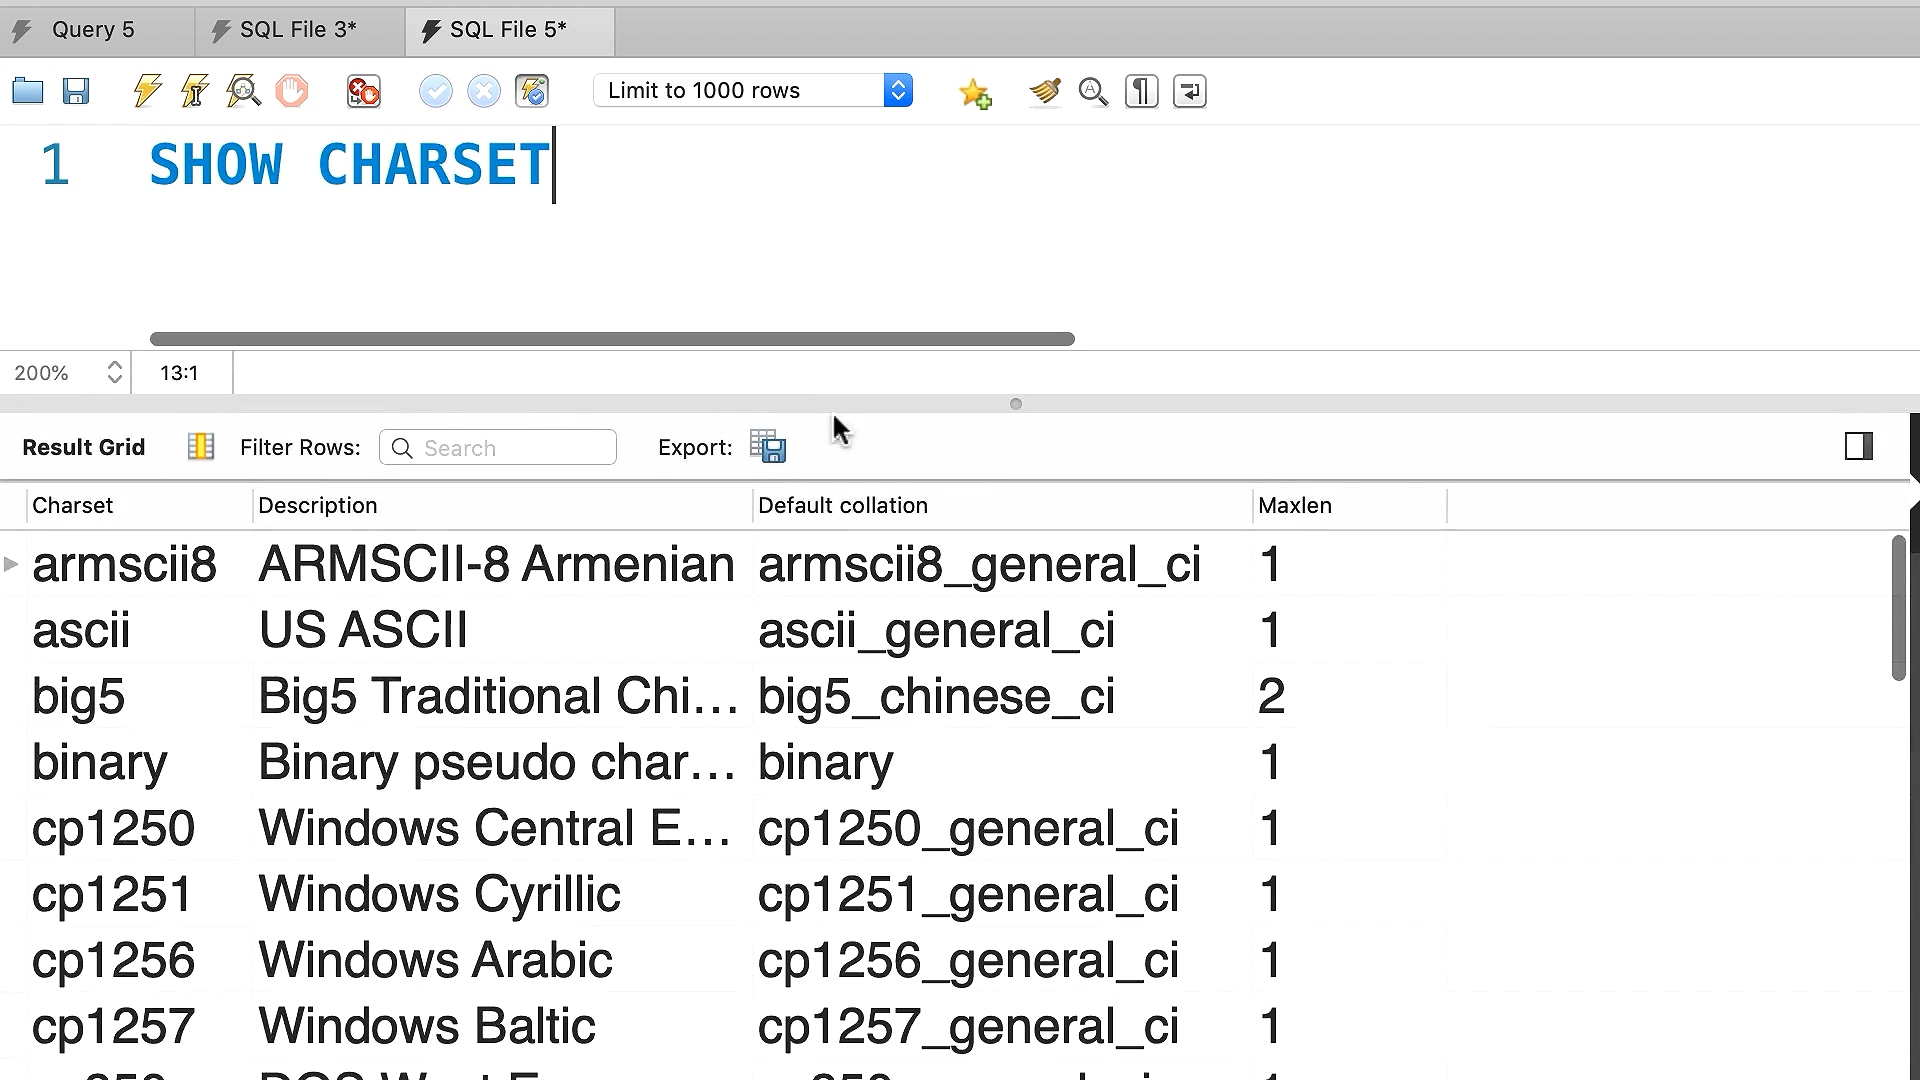 Query 5 SQL File 3* SQL File 5*
Limit to 1000 rows
1 SHOW CHARSET
200% 13:1
Result Grid Filter Rows: Search Export:
Charset Description Default collation Maxlen
armscii8 ARMSCII-8 Armenian armscii8_general_ci 1
ascii US ASCII ascii_general_ci 1
big5 Big5 Traditional Chi... big5_chinese_ci 2
binary Binary pseudo char... binary 1
cp1250 Windows Central E... cp1250_general_ci 1
cp1251 Windows Cyrillic cp1251_general_ci 1
cp1256 Windows Arabic cp1256_general_ci 1
cp1257 Windows Baltic cp1257_general_ci 1